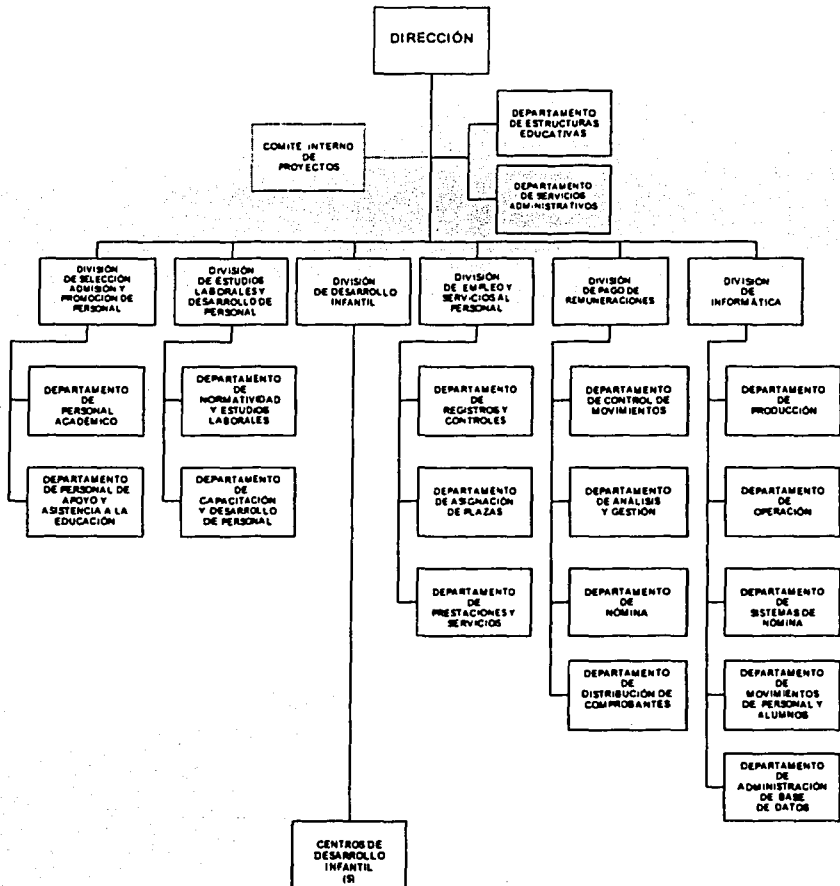 DIRECCIÓN
COMITÉ INTERNO
DE
PROYECTOS
DEPARTAMENTO
DE ESTRUCTURAS
EDUCATIVAS
DEPARTAMENTO
DE SERVICIOS
ADMINISTRATIVOS
DIVISIÓN
DE SELECCIÓN
ADMISIÓN Y
PROMOCIÓN DE
PERSONAL
DIVISIÓN
DE ESTUDIOS
LABORALES Y
DESARROLLO DE
PERSONAL
DIVISIÓN
DE DESARROLLO
INFANTIL
DIVISIÓN
DE EMPLEO Y
SERVICIOS AL
PERSONAL
DIVISIÓN
DE PAGO DE
REMUNERACIONES
DIVISIÓN
DE
INFORMÁTICA
DEPARTAMENTO
DE
PERSONAL
ACADÉMICO
DEPARTAMENTO
DE
NORMATIVIDAD
Y ESTUDIOS
LABORALES
DEPARTAMENTO
DE
REGISTROS Y
CONTROLES
DEPARTAMENTO
DE CONTROL DE
MOVIMIENTOS
DEPARTAMENTO
DE
PRODUCCIÓN
DEPARTAMENTO
DE PERSONAL DE
APOYO Y
ASISTENCIA A LA
EDUCACIÓN
DEPARTAMENTO
DE
CAPACITACIÓN
Y DESARROLLO
DE PERSONAL
DEPARTAMENTO
DE ASIGNACIÓN
DE PLAZAS
DEPARTAMENTO
DE ANÁLISIS
Y GESTIÓN
DEPARTAMENTO
DE
OPERACIÓN
DEPARTAMENTO
DE
PRESTACIONES Y
SERVICIOS
DEPARTAMENTO
DE
NÓMINA
DEPARTAMENTO
DE
SISTEMAS DE
NÓMINA
DEPARTAMENTO
DE
DISTRIBUCIÓN DE
COMPROBANTES
DEPARTAMENTO
DE
MOVIMIENTOS
DE PERSONAL Y
ALUMNOS
DEPARTAMENTO
DE
ADMINISTRACIÓN
DE BASE
DE DATOS
CENTROS DE
DESARROLLO
INFANTIL